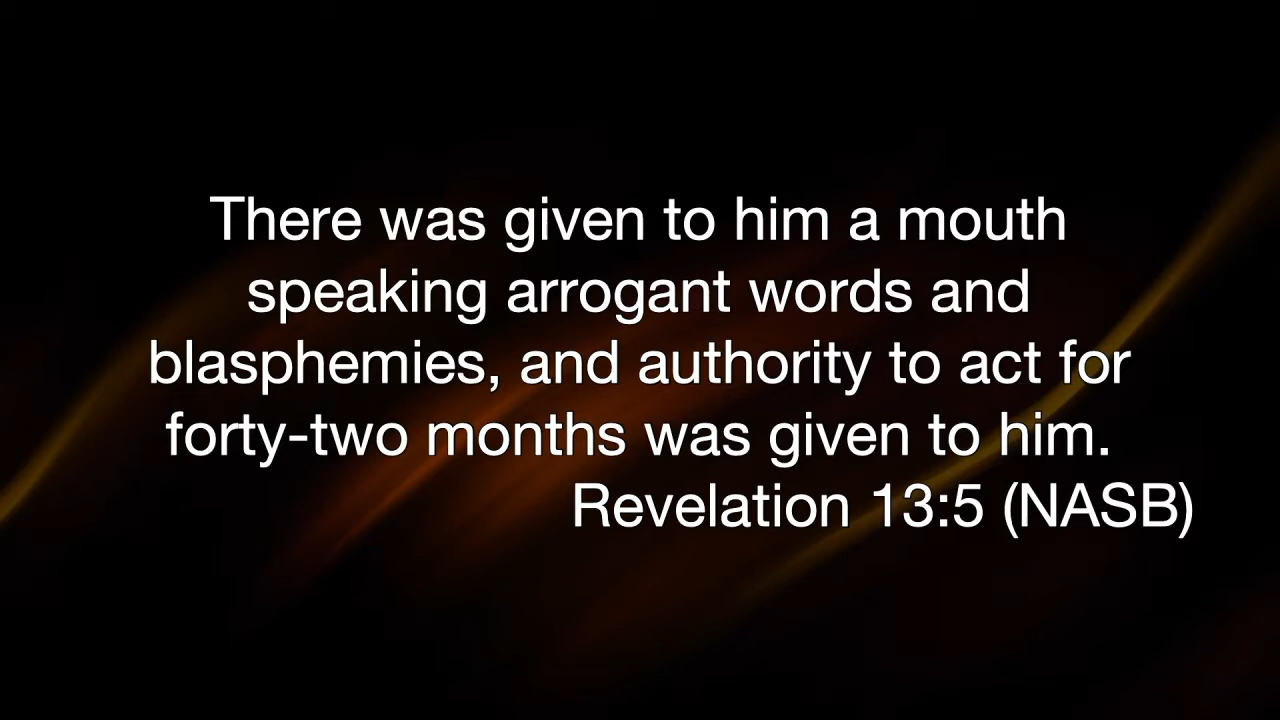 There was given to him a mouth
speaking arrogant words and
blasphemies, and authority to act for
forty-two months was given to him.
Revelation 13:5 (NASB)